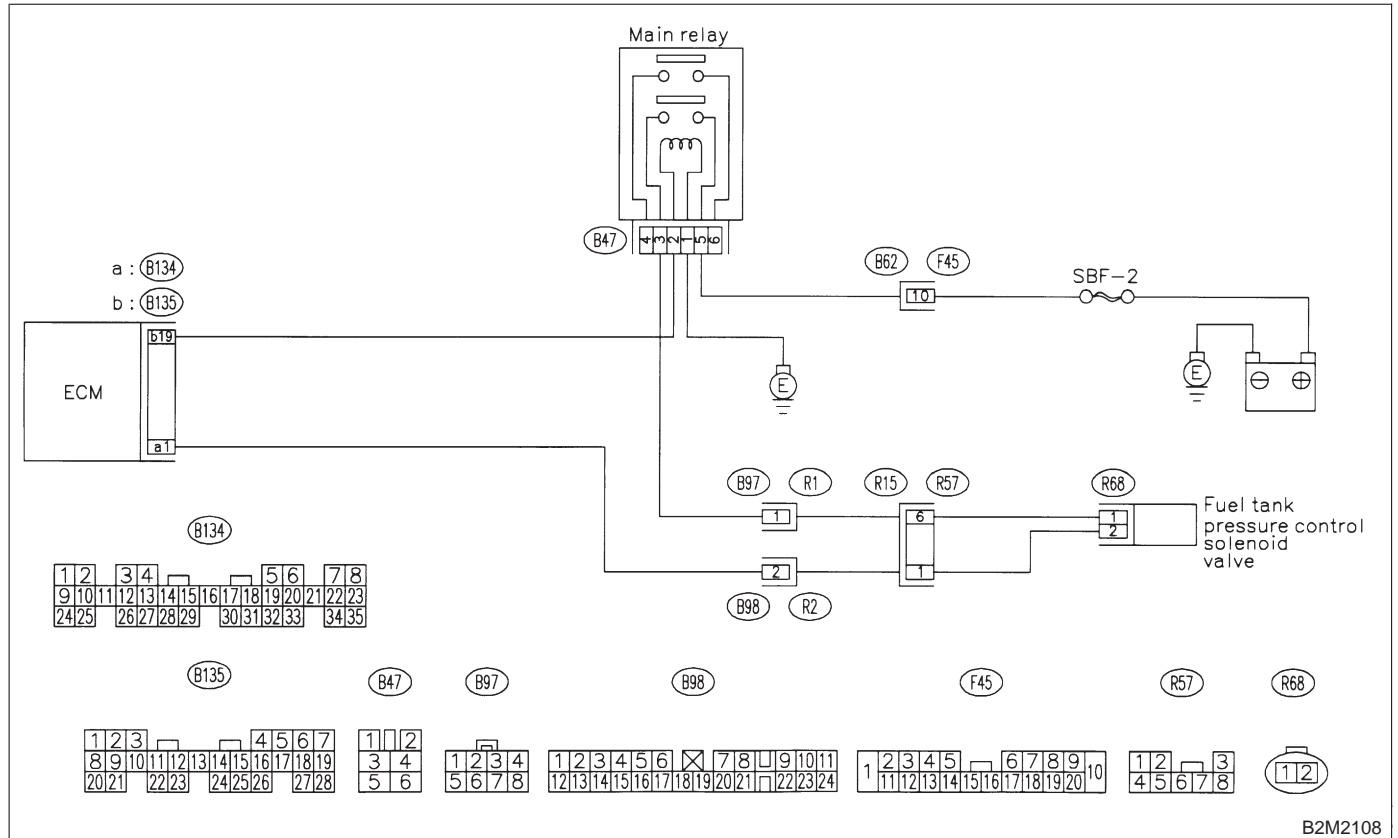 Main relay
B47
4 3 2 1 5 6
B62 F45
10
SBF-2
a : B134
b : B135
b19
ECM
a1
E
E
⊖ ⊕
B97 R1
1
R15 R57
6
1
R68
1
2
Fuel tank
pressure control
solenoid
valve
2
B98 R2
B134
1 2 3 4 5 6 7 8
9 10 11 12 13 14 15 16 17 18 19 20 21 22 23
24 25 26 27 28 29 30 31 32 33 34 35
B135
1 2 3 4 5 6 7
8 9 10 11 12 13 14 15 16 17 18 19
20 21 22 23 24 25 26 27 28
B47
1 2
3 4
5 6
B97
1 2 3 4
5 6 7 8
B98
1 2 3 4 5 6 7 8 9 10 11
12 13 14 15 16 17 18 19 20 21 22 23 24
F45
1 2 3 4 5 6 7 8 9 10
11 12 13 14 15 16 17 18 19 20
R57
1 2 3
4 5 6 7 8
R68
1 2
B2M2108